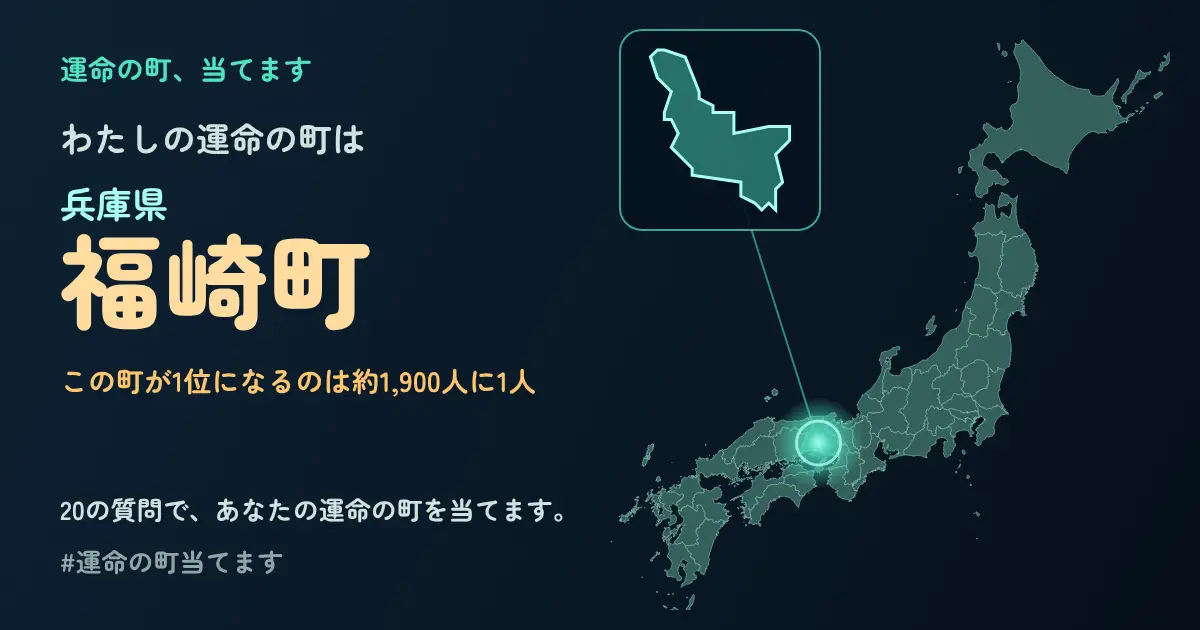 運命の町、当てます
わたしの運命の町は
兵庫県
福崎町
この町が1位になるのは約1,900人に1人
20の質問で、あなたの運命の町を当てます。
#運命の町当てます